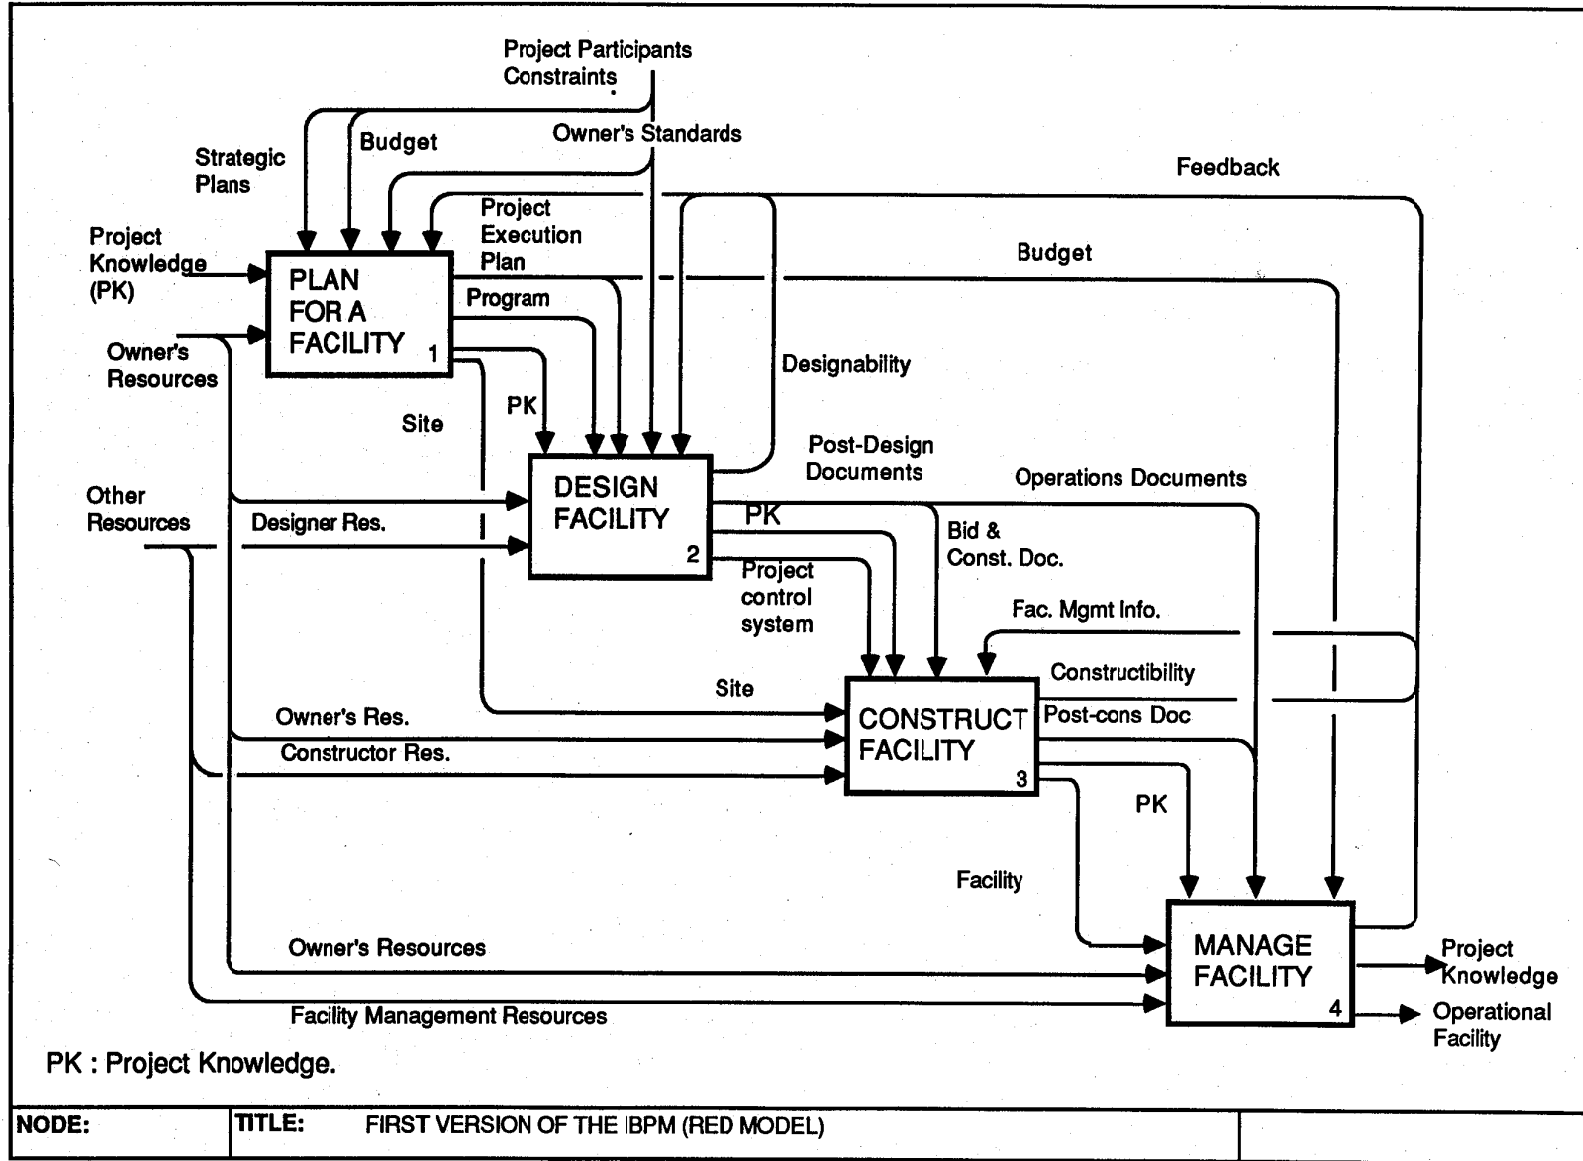 Project Participants
Constraints
Owner's Standards
Budget
Strategic
Plans
Feedback
Project
Execution
Plan
Project
Knowledge
(PK)
Budget
PLAN
FOR A
FACILITY
1
Program
Owner's
Resources
Designability
PK
Site
Post-Design
Documents
Operations Documents
Other
Resources
Designer Res.
DESIGN
FACILITY
2
PK
Bid &
Const. Doc.
Project
control
system
Fac. Mgmt Info.
Constructibility
Site
Owner's Res.
Constructor Res.
CONSTRUCT
FACILITY
3
Post-cons Doc
PK
Facility
Owner's Resources
MANAGE
FACILITY
4
Project
Knowledge
Operational
Facility
Facility Management Resources
PK : Project Knowledge.
NODE:
TITLE: FIRST VERSION OF THE IBPM (RED MODEL)